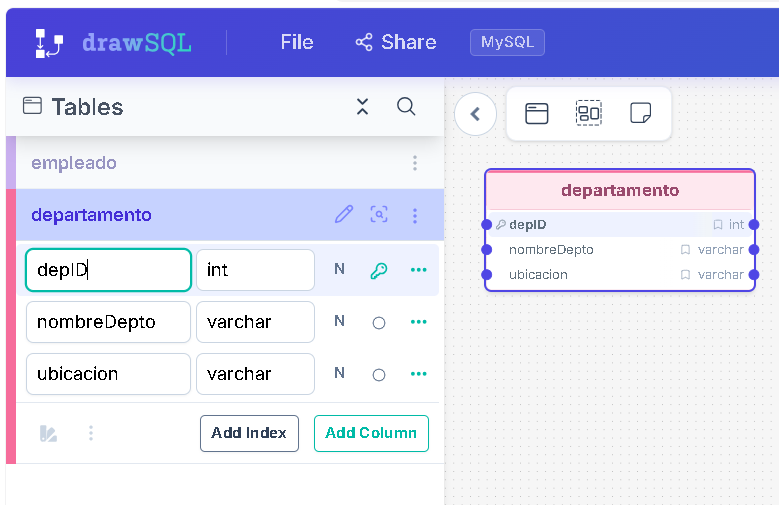 drawSQL File Share MySQL
Tables
empleado
departamento
depID int N
nombreDepto varchar N
ubicacion varchar N
Add Index Add Column
departamento
depID int
nombreDepto varchar
ubicacion varchar